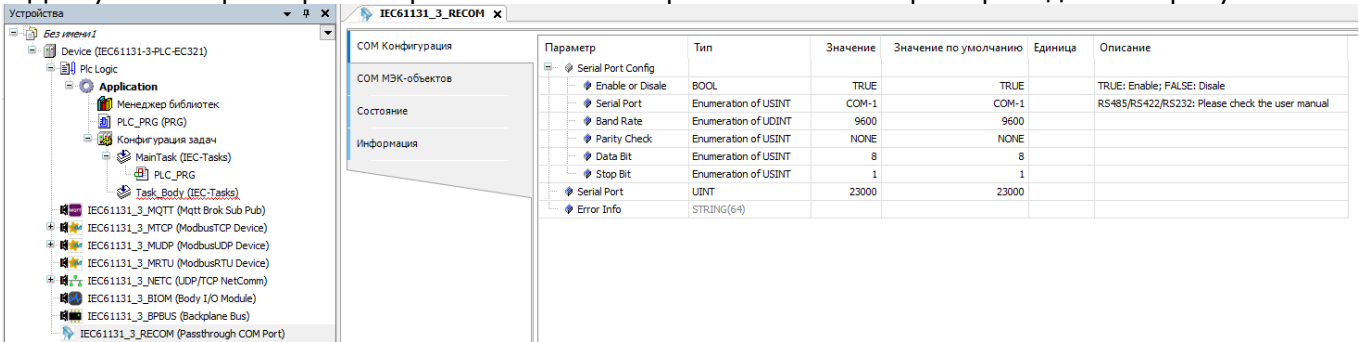 Устройства
Без имени1
Device (IEC61131-3-PLC-EC321)
Plc Logic
Application
Менеджер библиотек
PLC_PRG (PRG)
Конфигурация задач
MainTask (IEC-Tasks)
PLC_PRG
Task_Body (IEC-Tasks)
IEC61131_3_MQTT (Mqtt Brok Sub Pub)
IEC61131_3_MTCP (ModbusTCP Device)
IEC61131_3_MUDP (ModbusUDP Device)
IEC61131_3_MRTU (ModbusRTU Device)
IEC61131_3_NETC (UDP/TCP NetComm)
IEC61131_3_BIOM (Body I/O Module)
IEC61131_3_BPBUS (Backplane Bus)
IEC61131_3_RECOM (Passthrough COM Port)
IEC61131_3_RECOM
COM Конфигурация
COM МЭК-объектов
Состояние
Информация
Параметр Тип Значение Значение по умолчанию Единица Описание
Serial Port Config
Enable or Disale BOOL TRUE TRUE TRUE: Enable; FALSE: Disale
Serial Port Enumeration of USINT COM-1 COM-1 RS485/RS422/RS232: Please check the user manual
Band Rate Enumeration of UDINT 9600 9600
Parity Check Enumeration of USINT NONE NONE
Data Bit Enumeration of USINT 8 8
Stop Bit Enumeration of USINT 1 1
Serial Port UINT 23000 23000
Error Info STRING(64)